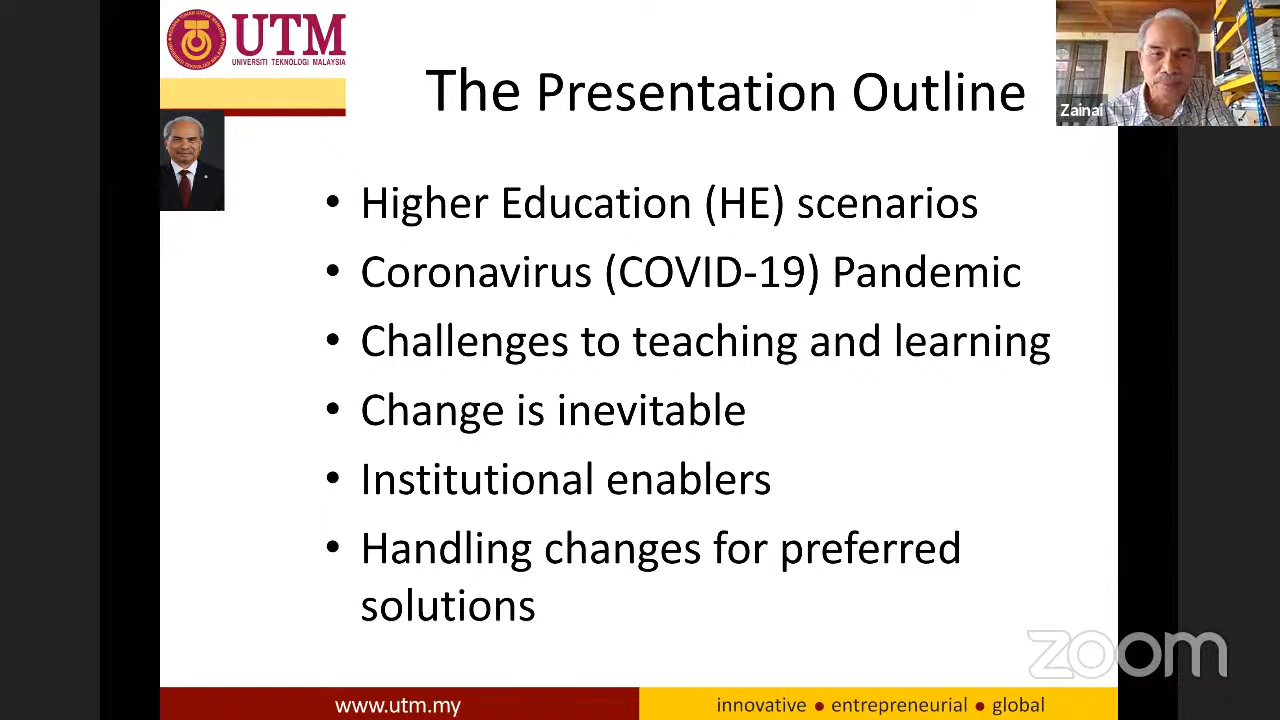 UTM
UNIVERSITI TEKNOLOGI MALAYSIA
The Presentation Outline
Zainai
• Higher Education (HE) scenarios
• Coronavirus (COVID-19) Pandemic
• Challenges to teaching and learning
• Change is inevitable
• Institutional enablers
• Handling changes for preferred
solutions
zoom
www.utm.my
innovative • entrepreneurial • global